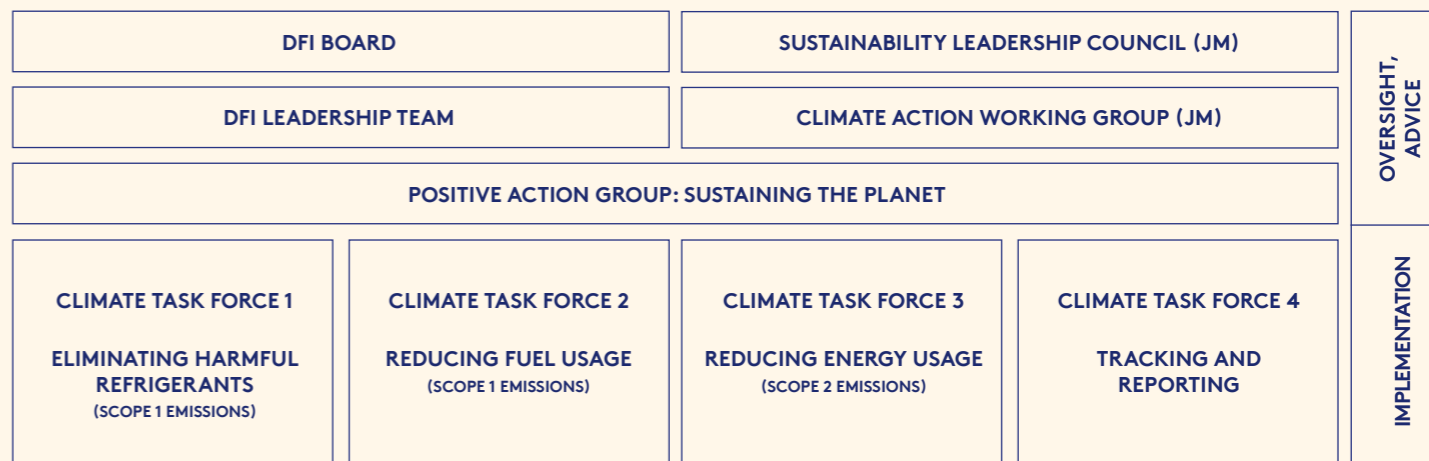 DFI BOARD
SUSTAINABILITY LEADERSHIP COUNCIL (JM)
DFI LEADERSHIP TEAM
CLIMATE ACTION WORKING GROUP (JM)
POSITIVE ACTION GROUP: SUSTAINING THE PLANET
OVERSIGHT,
ADVICE
CLIMATE TASK FORCE 1
ELIMINATING HARMFUL
REFRIGERANTS
(SCOPE 1 EMISSIONS)
CLIMATE TASK FORCE 2
REDUCING FUEL USAGE
(SCOPE 1 EMISSIONS)
CLIMATE TASK FORCE 3
REDUCING ENERGY USAGE
(SCOPE 2 EMISSIONS)
CLIMATE TASK FORCE 4
TRACKING AND
REPORTING
IMPLEMENTATION